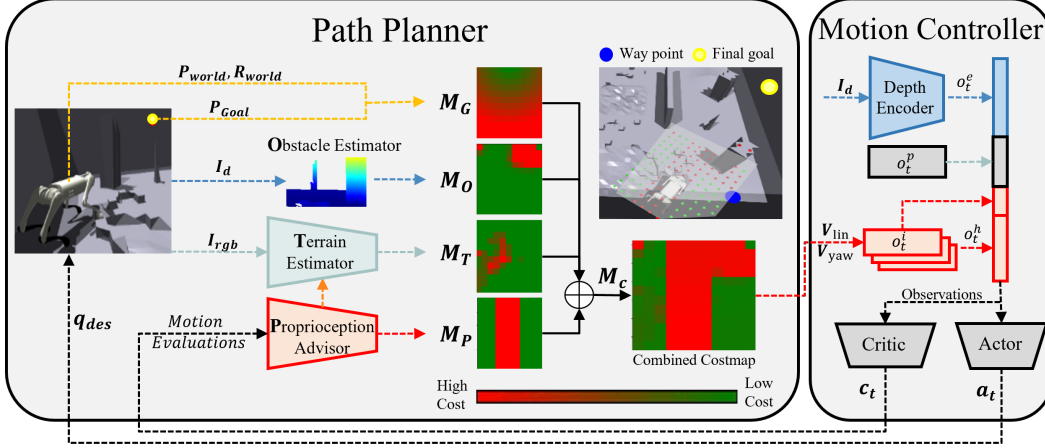 Path Planner
Motion Controller
P_world, R_world
P_Goal
M_G
Way point
Final goal
I_d
Depth
Encoder
o_t^e
Obstacle Estimator
I_d
M_O
o_t^p
I_rgb
Terrain
Estimator
M_T
M_c
V_lin
V_yaw
o_t^i
o_t^h
q_des
Motion
Evaluations
Proprioception
Advisor
M_P
Combined Costmap
Observations
Critic
Actor
High
Cost
Low
Cost
c_t
a_t